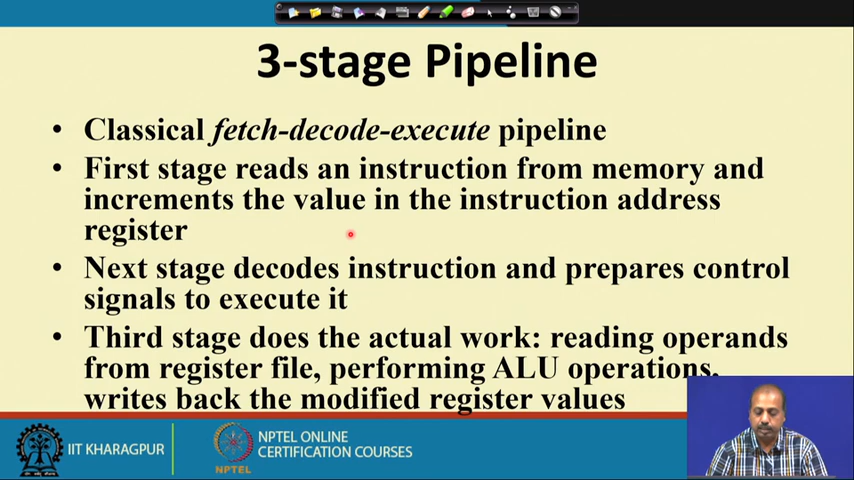 3-stage Pipeline
• Classical fetch-decode-execute pipeline
• First stage reads an instruction from memory and
increments the value in the instruction address
register
• Next stage decodes instruction and prepares control
signals to execute it
• Third stage does the actual work: reading operands
from register file, performing ALU operations,
writes back the modified register values
IIT KHARAGPUR
NPTEL
NPTEL ONLINE
CERTIFICATION COURSES